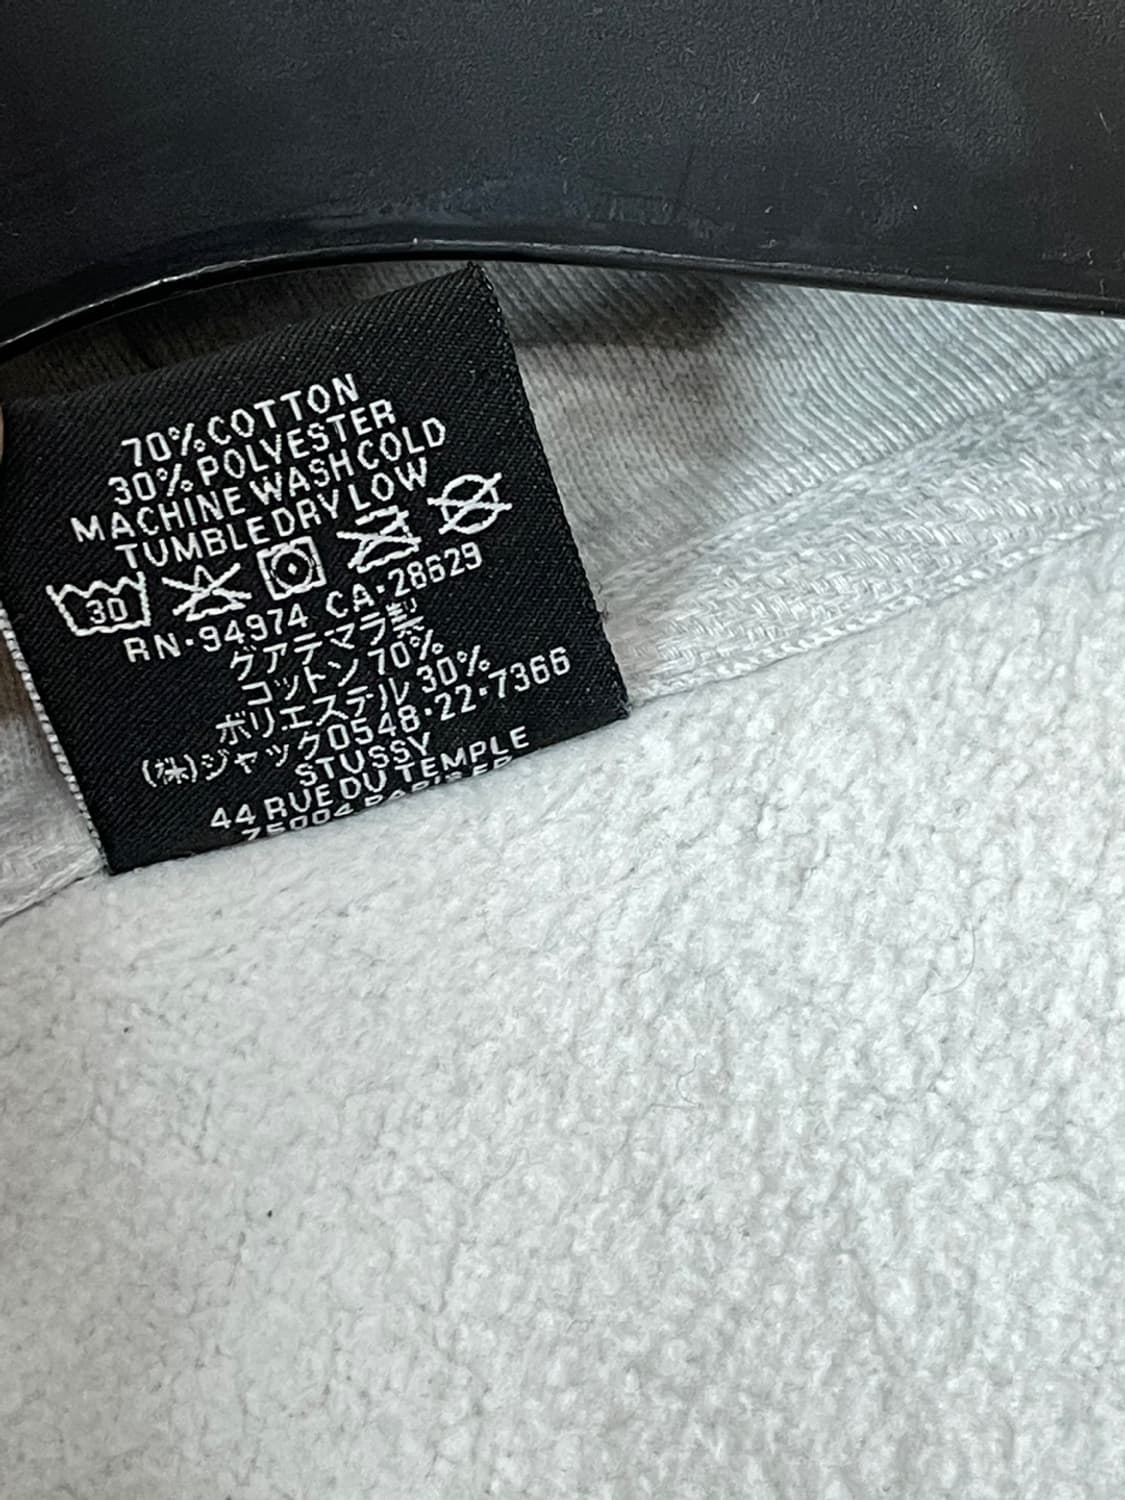 70% COTTON
30% POLYESTER
MACHINE WASH COLD
TUMBLE DRY LOW
30
RN·94974 CA·28629
グアテマラ製
コットン 70%
ポリエステル 30%
(株)ジャック0548·22·7366
STUSSY
44 RUE DU TEMPLE
75004 PARIS